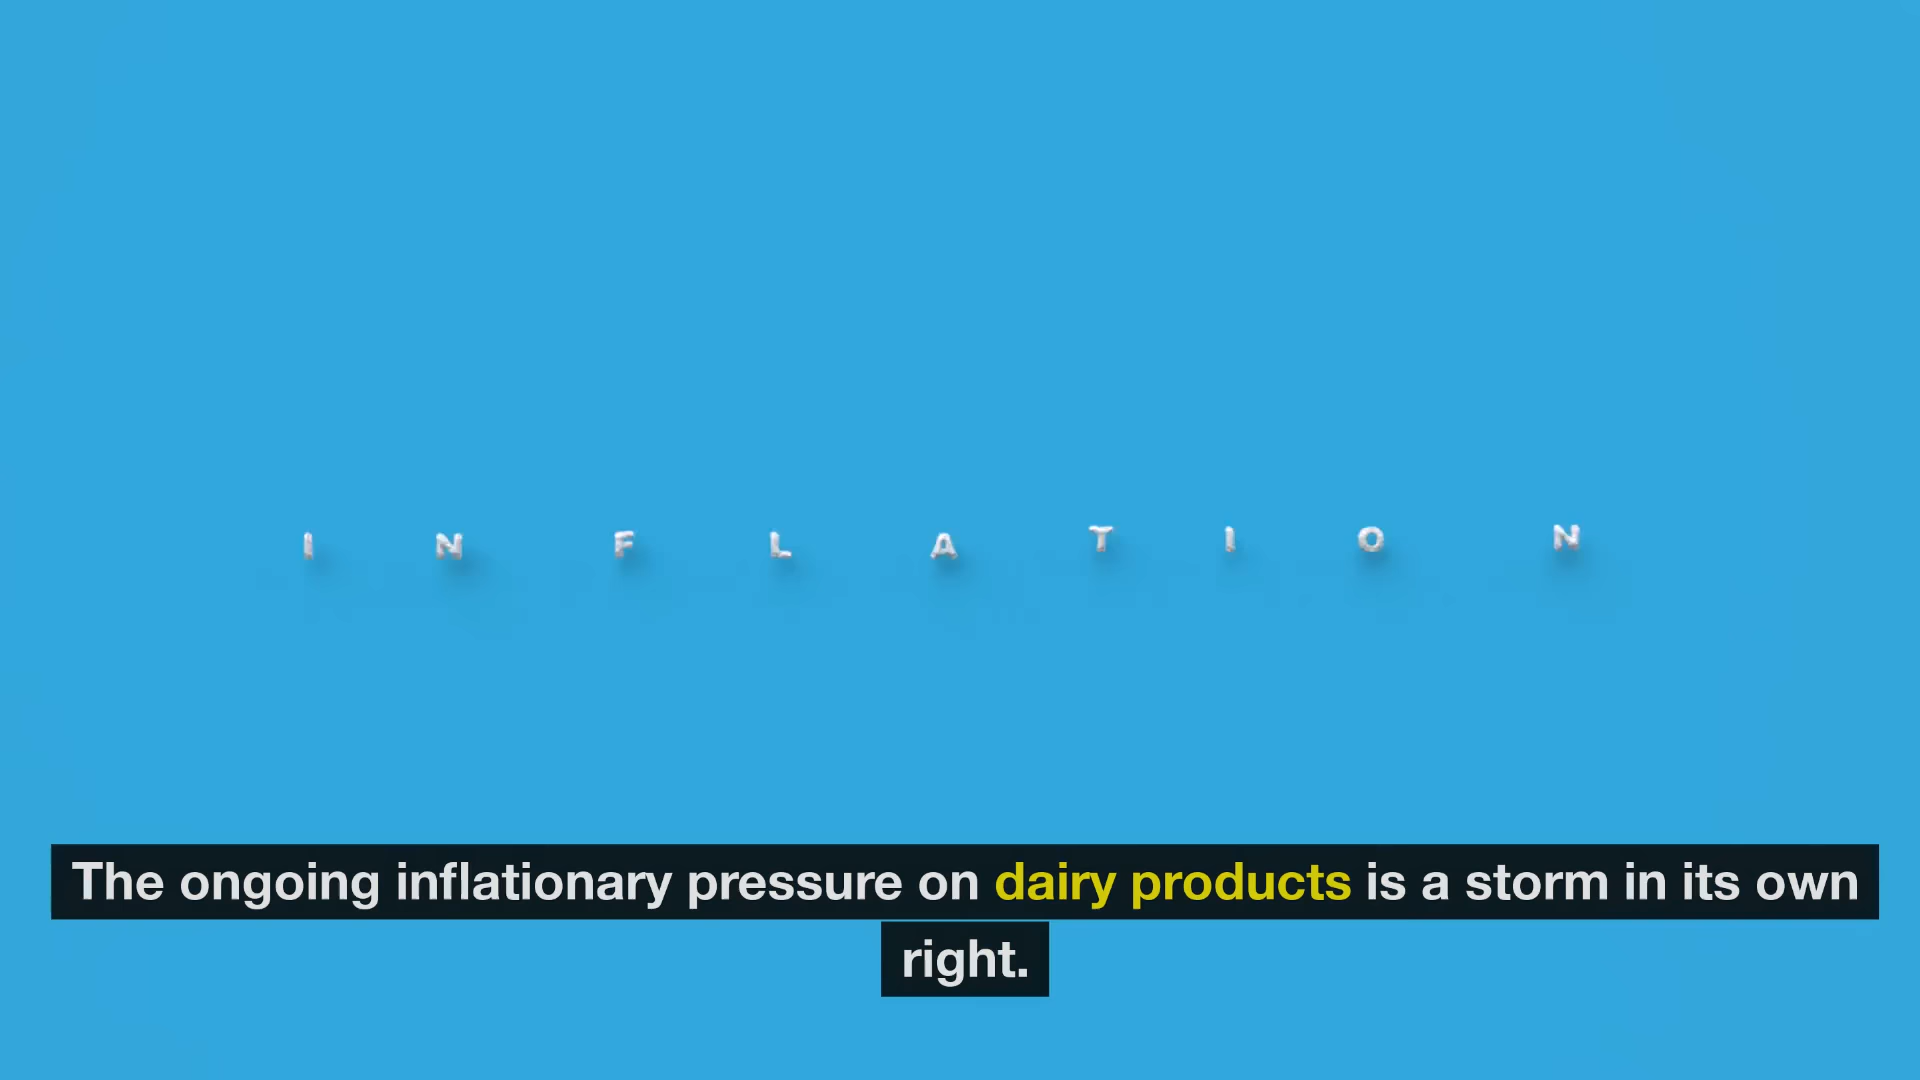 I N F L A T I O N
The ongoing inflationary pressure on dairy products is a storm in its own
right.